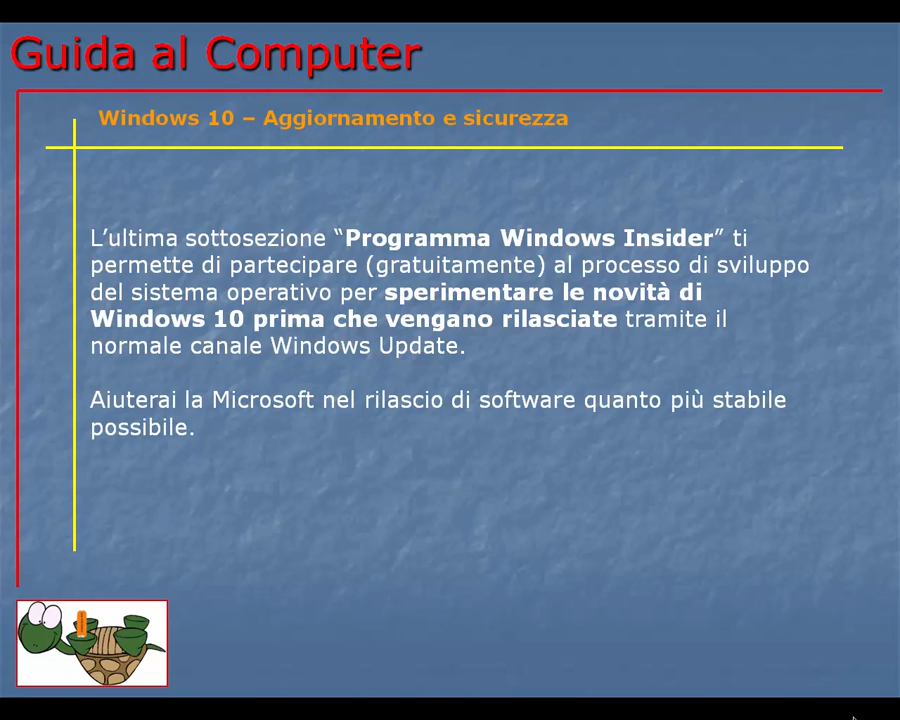 Guida al Computer
Windows 10 – Aggiornamento e sicurezza
L’ultima sottosezione “Programma Windows Insider” ti
permette di partecipare (gratuitamente) al processo di sviluppo
del sistema operativo per sperimentare le novità di
Windows 10 prima che vengano rilasciate tramite il
normale canale Windows Update.
Aiuterai la Microsoft nel rilascio di software quanto più stabile
possibile.